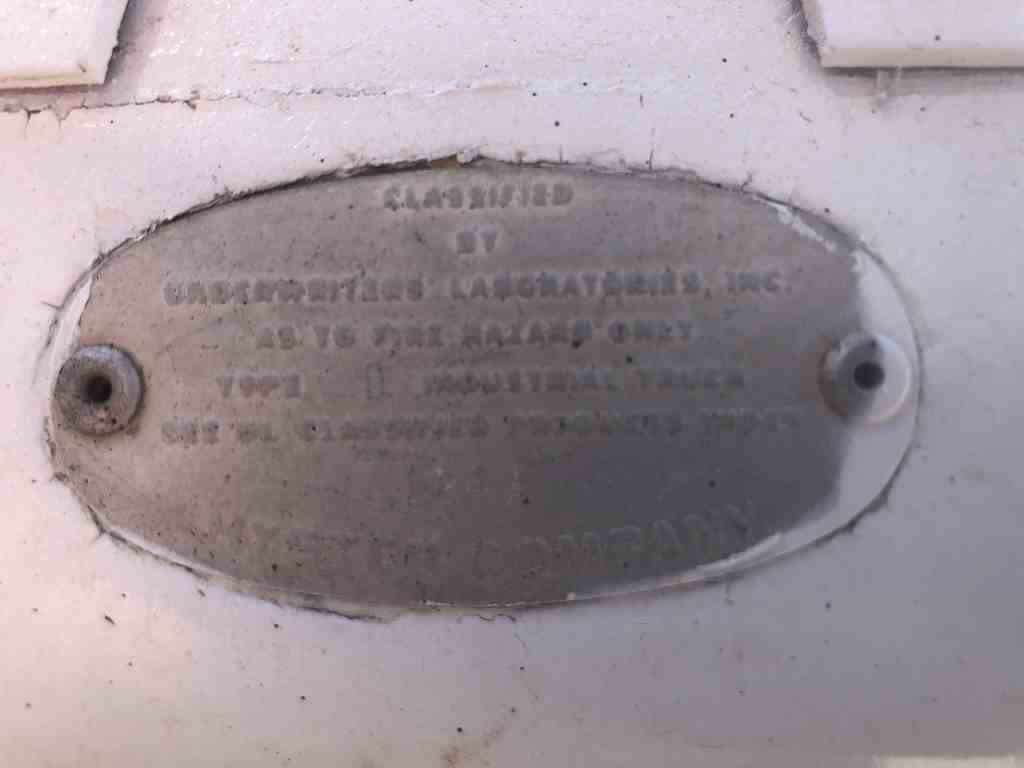 CLASSIFIED
BY
UNDERWRITERS' LABORATORIES, INC.
AS TO FIRE HAZARD ONLY
TYPE INDUSTRIAL TRUCK
SEE UL CLASSIFIED PRODUCTS INDEX
COMPANY